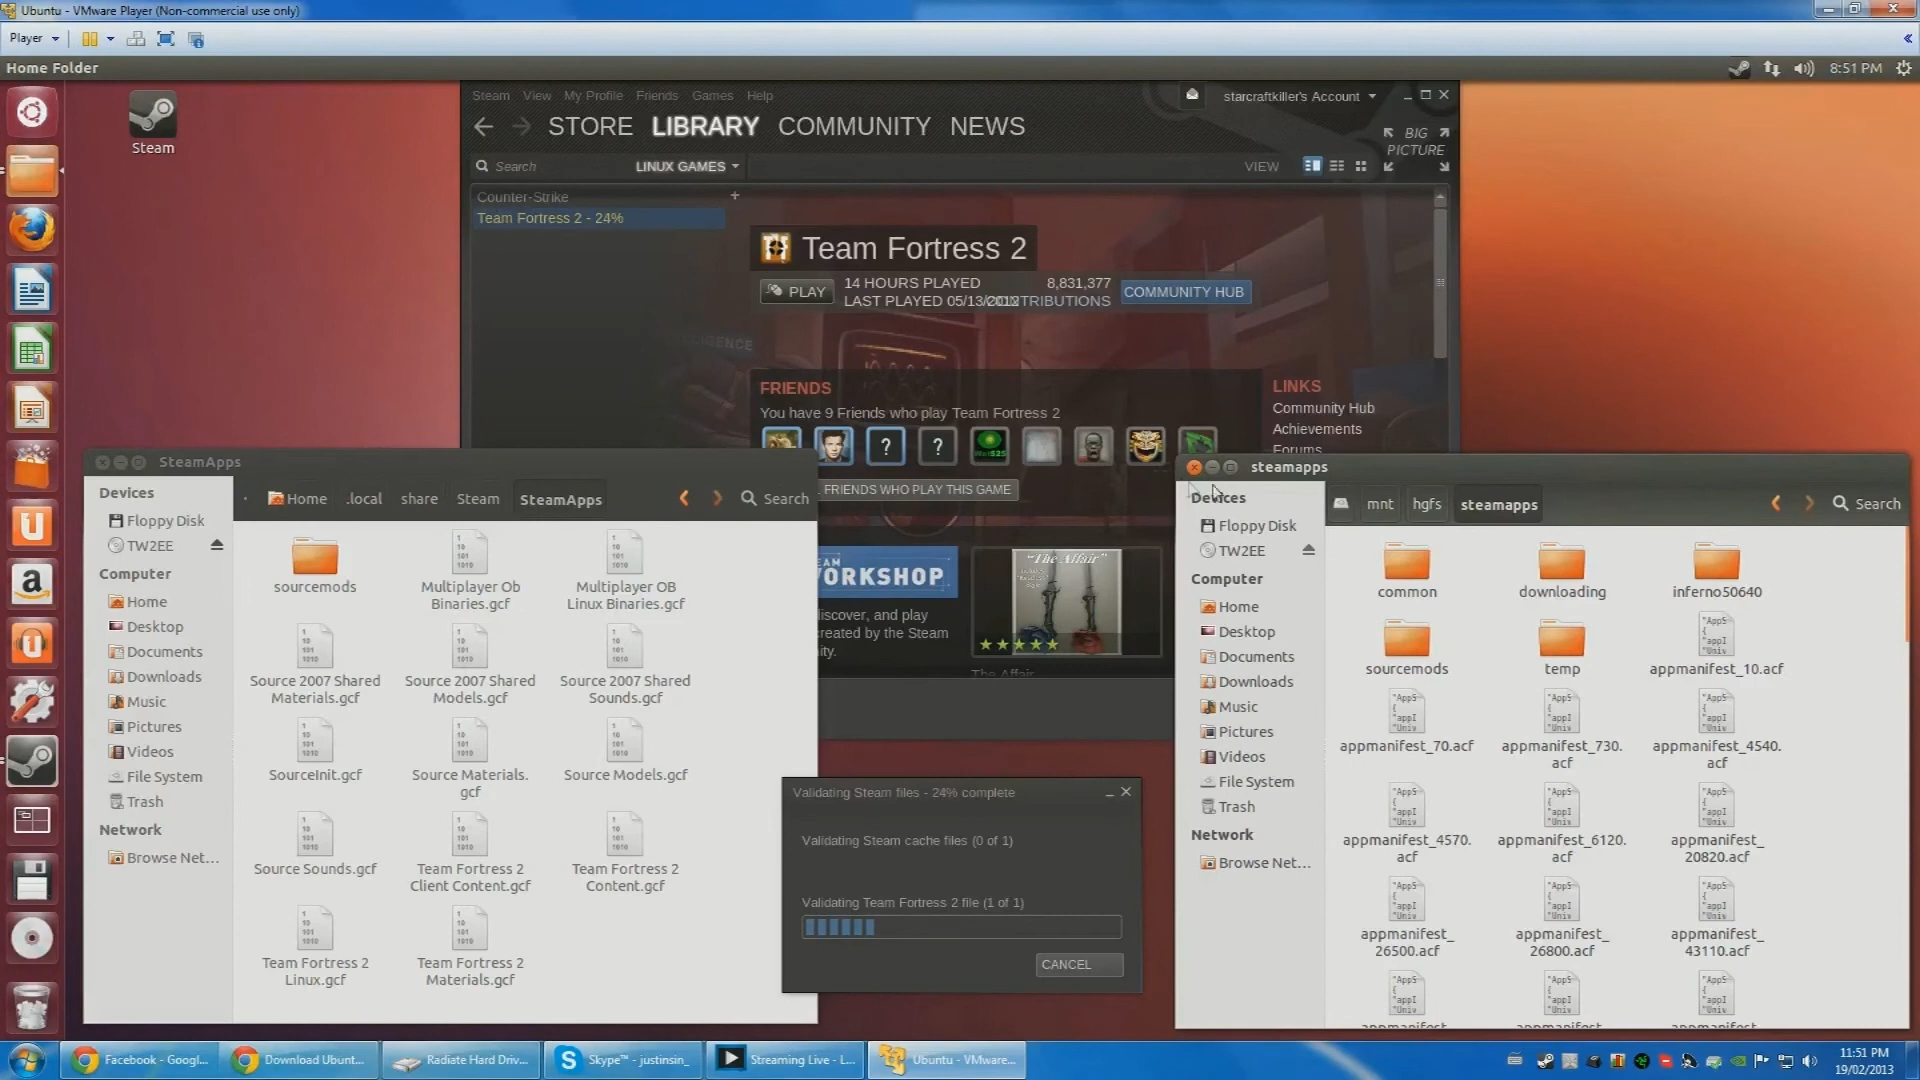 Ubuntu - VMware Player (Non-commercial use only)
Player
Home Folder
8:51 PM
Steam
Steam View My Profile Friends Games Help
starcraftkiller's Account
STORE LIBRARY COMMUNITY NEWS
BIG
PICTURE
Search
LINUX GAMES
VIEW
Counter-Strike
Team Fortress 2 - 24%
Team Fortress 2
PLAY
14 HOURS PLAYED
LAST PLAYED 05/13/2012
8,831,377
COMMUNITY HUB
FRIENDS
You have 9 Friends who play Team Fortress 2
FRIENDS WHO PLAY THIS GAME
LINKS
Community Hub
Achievements
Forums
ORKSHOP
discover, and play
created by the Steam
ity.
"The Affair"
The Affair
SteamApps
Devices
Floppy Disk
TW2EE
Computer
Home
Desktop
Documents
Downloads
Music
Pictures
Videos
File System
Trash
Network
Browse Net...
Home .local share Steam SteamApps
Search
sourcemods
Multiplayer Ob
Binaries.gcf
Multiplayer OB
Linux Binaries.gcf
Source 2007 Shared
Materials.gcf
Source 2007 Shared
Models.gcf
Source 2007 Shared
Sounds.gcf
SourceInit.gcf
Source Materials.
gcf
Source Models.gcf
Source Sounds.gcf
Team Fortress 2
Client Content.gcf
Team Fortress 2
Content.gcf
Team Fortress 2
Linux.gcf
Team Fortress 2
Materials.gcf
Validating Steam files - 24% complete
Validating Steam cache files (0 of 1)
Validating Team Fortress 2 file (1 of 1)
CANCEL
steamapps
Devices
Floppy Disk
TW2EE
Computer
Home
Desktop
Documents
Downloads
Music
Pictures
Videos
File System
Trash
Network
Browse Net...
mnt hgfs steamapps
Search
common
downloading
inferno50640
sourcemods
temp
appmanifest_10.acf
appmanifest_70.acf
appmanifest_730.
acf
appmanifest_4540.
acf
appmanifest_4570.
acf
appmanifest_6120.
acf
appmanifest_
20820.acf
appmanifest_
26500.acf
appmanifest_
26800.acf
appmanifest_
43110.acf
Facebook - Googl...
Download Ubunt...
Radiate Hard Driv...
Skype™ - justinsin_
Streaming Live - L...
Ubuntu - VMware...
11:51 PM
19/02/2013